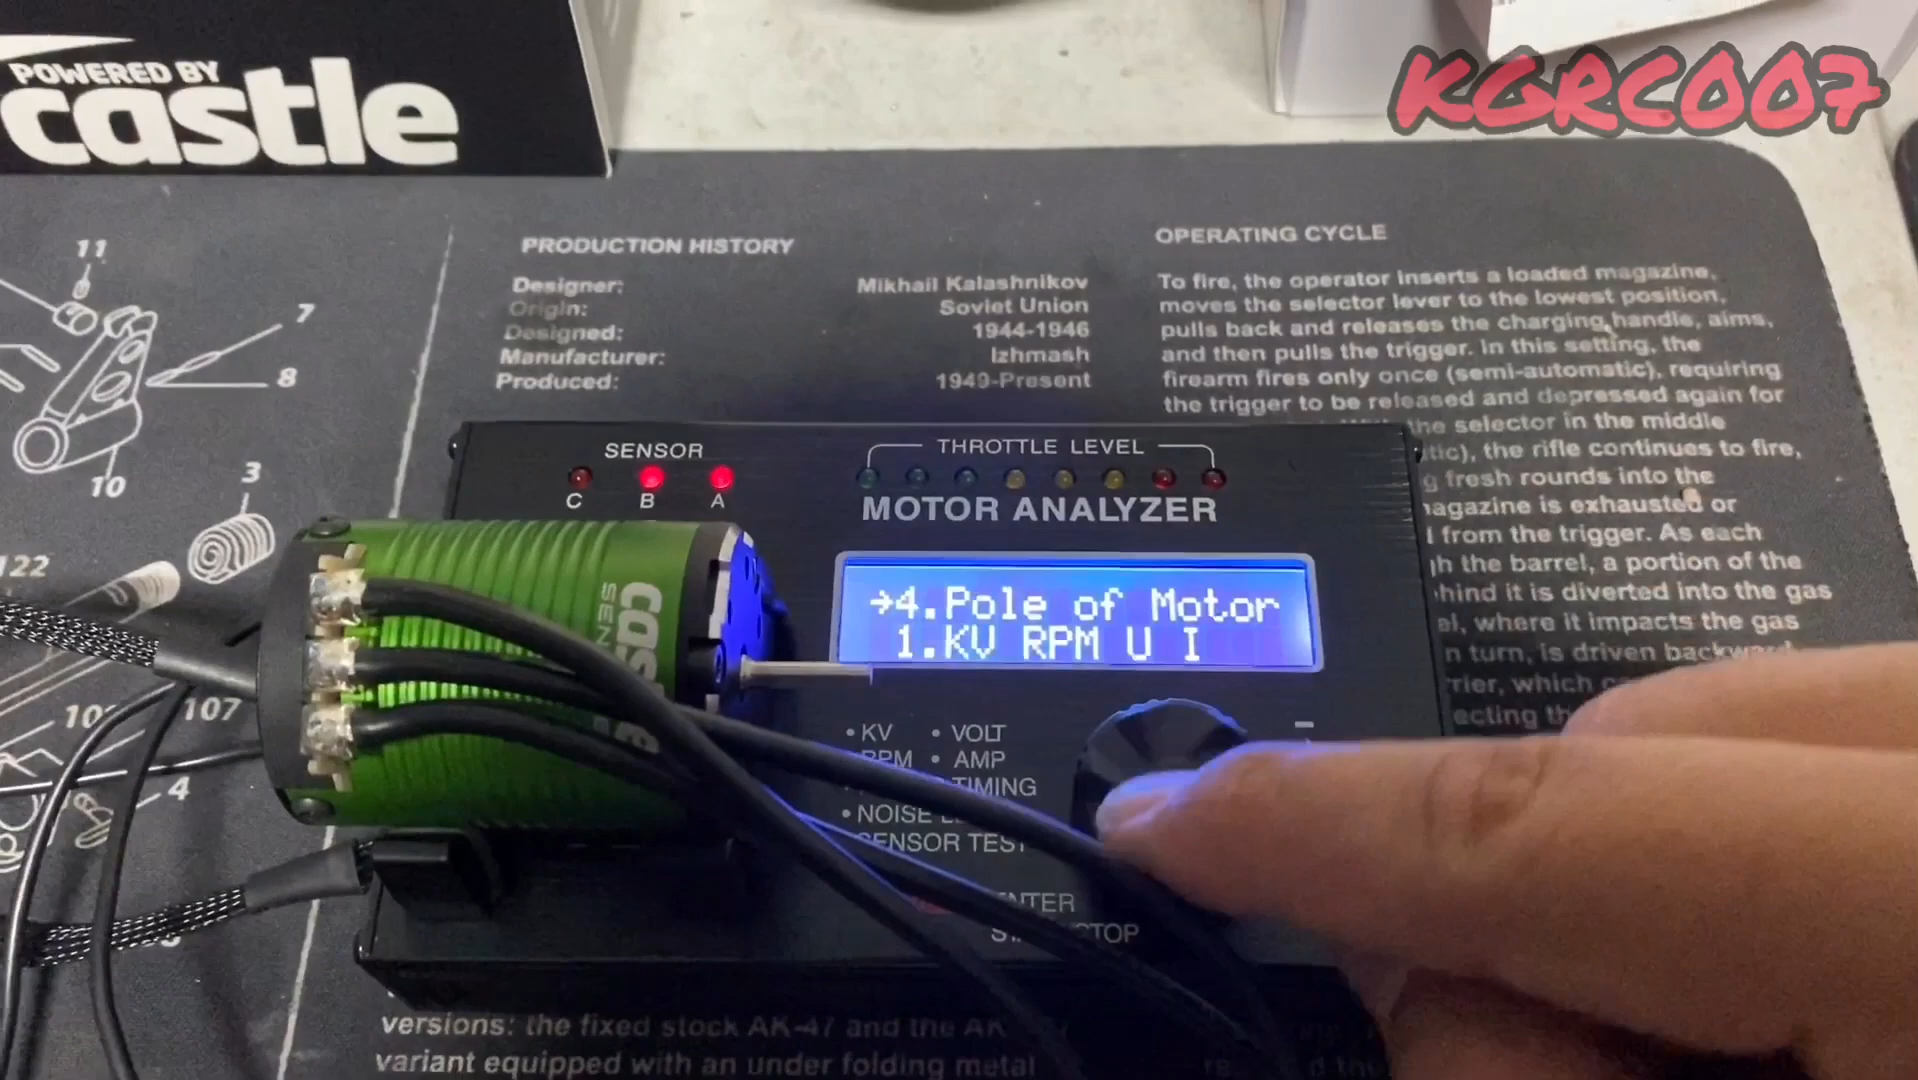 POWERED BY
castle
KGRC007
11
7
8
10
3
122
107
4
PRODUCTION HISTORY
Designer: Mikhail Kalashnikov
Origin: Soviet Union
Designed: 1944-1946
Manufacturer: Izhmash
Produced: 1949-Present
OPERATING CYCLE
To fire, the operator inserts a loaded magazine,
moves the selector lever to the lowest position,
pulls back and releases the charging handle, aims,
and then pulls the trigger. In this setting, the
firearm fires only once (semi-automatic), requiring
the trigger to be released and depressed again for
the selector in the middle
the rifle continues to fire,
fresh rounds into the
magazine is exhausted or
from the trigger. As each
the barrel, a portion of the
it is diverted into the gas
where it impacts the gas
turn, is driven backward
which
SENSOR
C B A
THROTTLE LEVEL
MOTOR ANALYZER
→4.Pole of Motor
1.KV RPM U I
• KV • VOLT
RPM • AMP
TIMING
• NOISE
SENSOR TEST
ENTER
STOP
castle
versions: the fixed stock AK-47 and the AK
variant equipped with an under folding metal